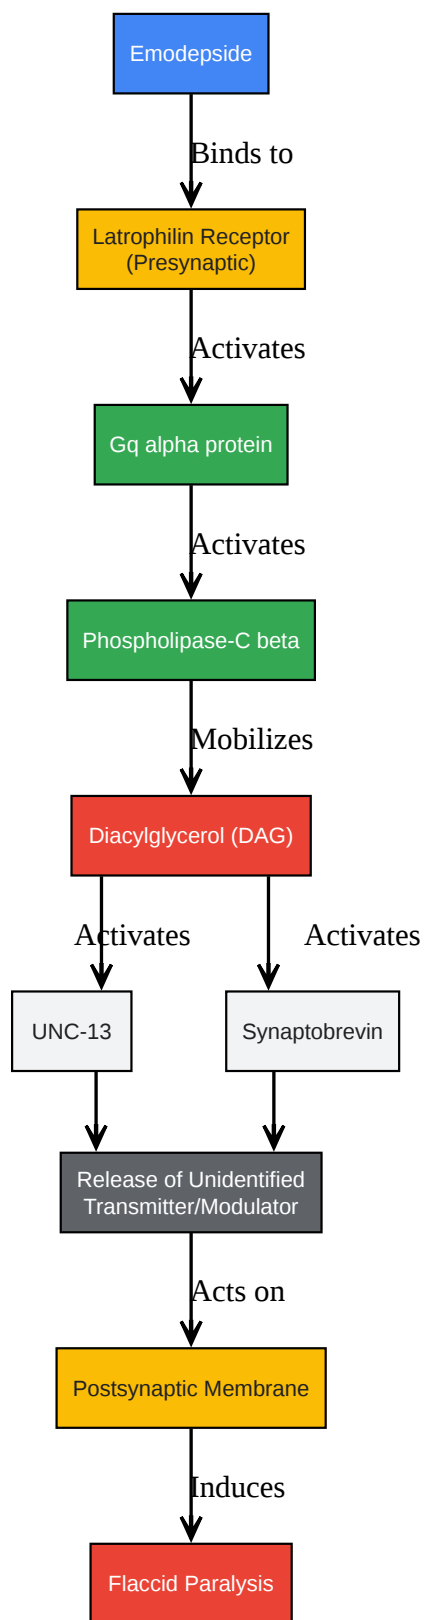 Emodepside
Binds to
Latrophilin Receptor
(Presynaptic)
Activates
Gq alpha protein
Activates
Phospholipase-C beta
Mobilizes
Diacylglycerol (DAG)
Activates
Activates
UNC-13
Synaptobrevin
Release of Unidentified
Transmitter/Modulator
Acts on
Postsynaptic Membrane
Induces
Flaccid Paralysis